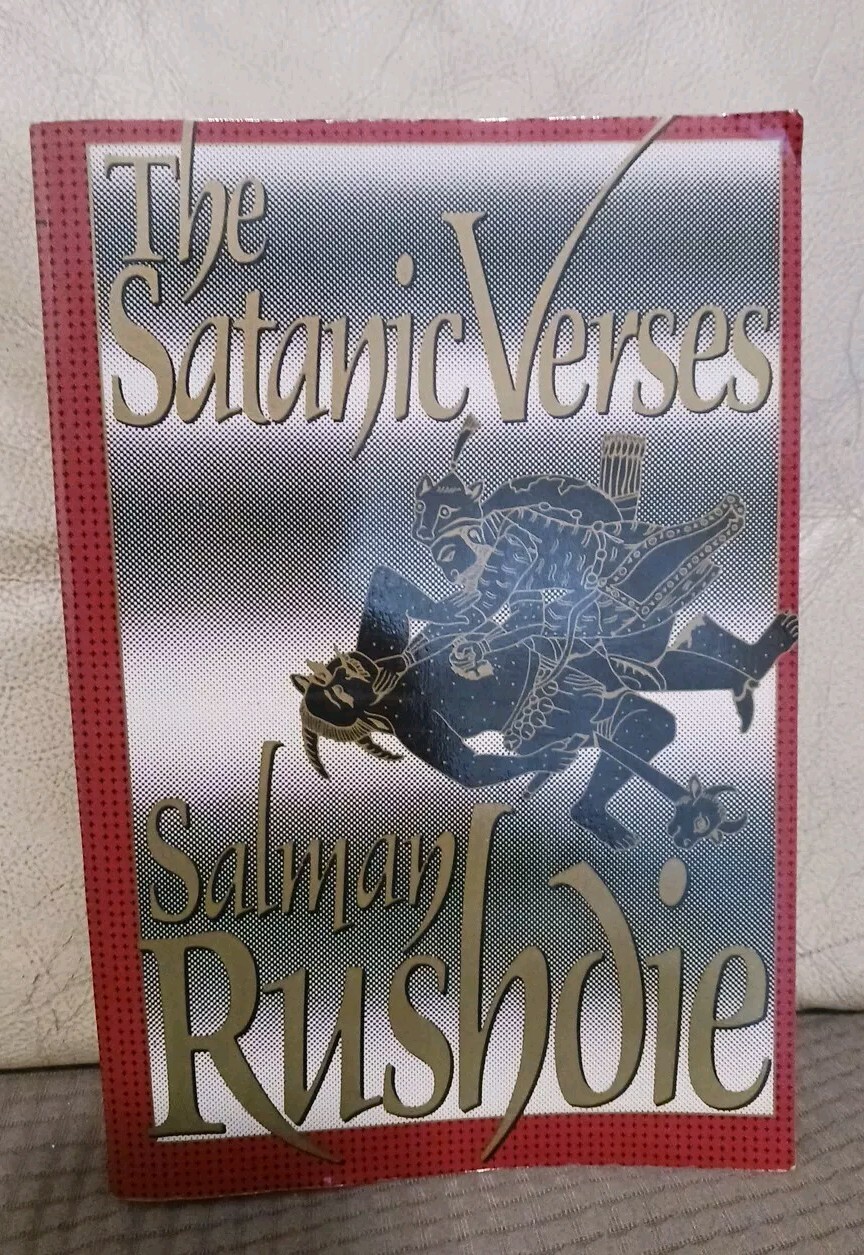 The
Satanic Verses
Salman
Rushdie